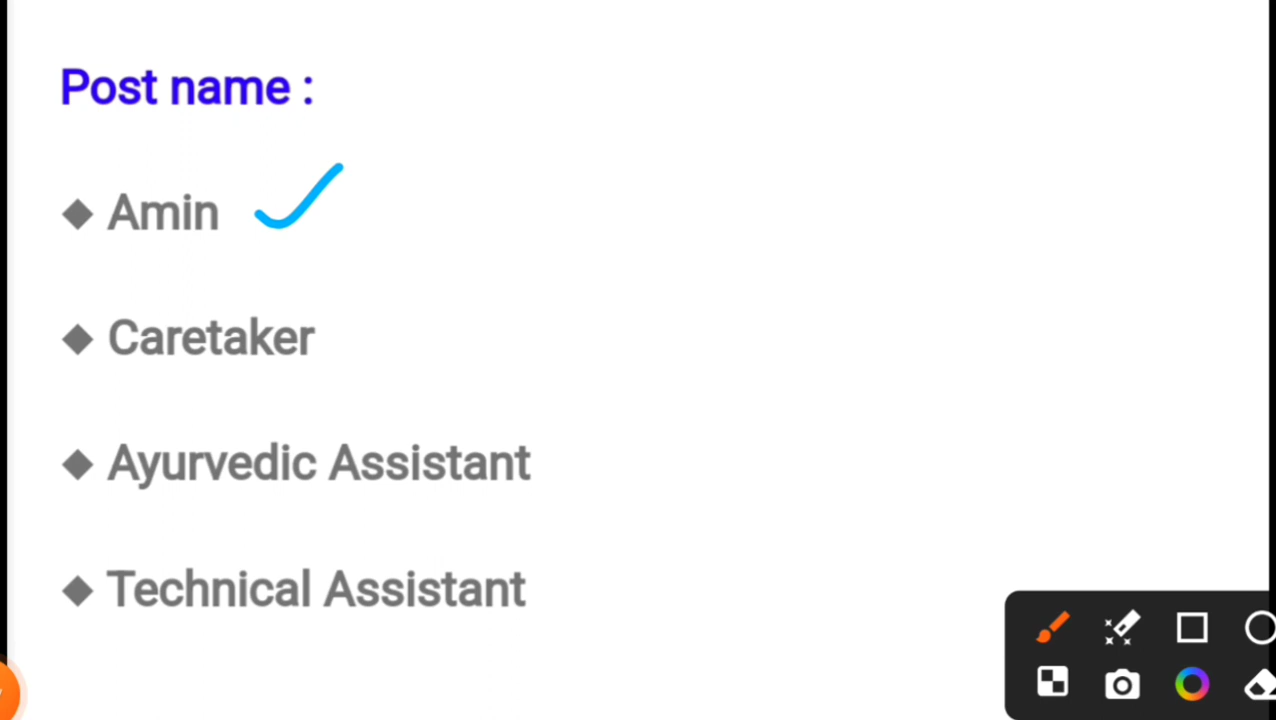 Post name :
◆ Amin
◆ Caretaker
◆ Ayurvedic Assistant
◆ Technical Assistant